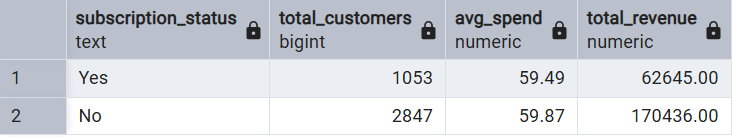 subscription_status total_customers avg_spend total_revenue
text bigint numeric numeric
1 Yes 1053 59.49 62645.00
2 No 2847 59.87 170436.00